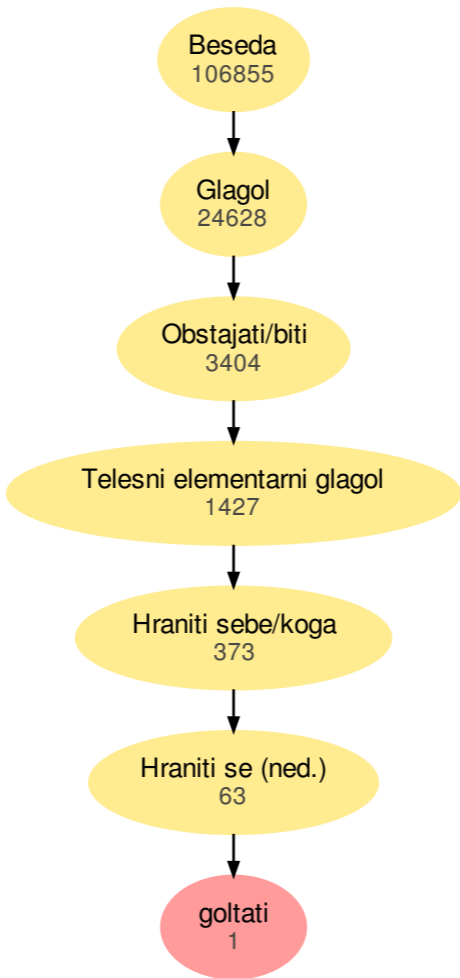 Beseda
106855
Glagol
24628
Obstajati/biti
3404
Telesni elementarni glagol
1427
Hraniti sebe/koga
373
Hraniti se (ned.)
63
goltati
1